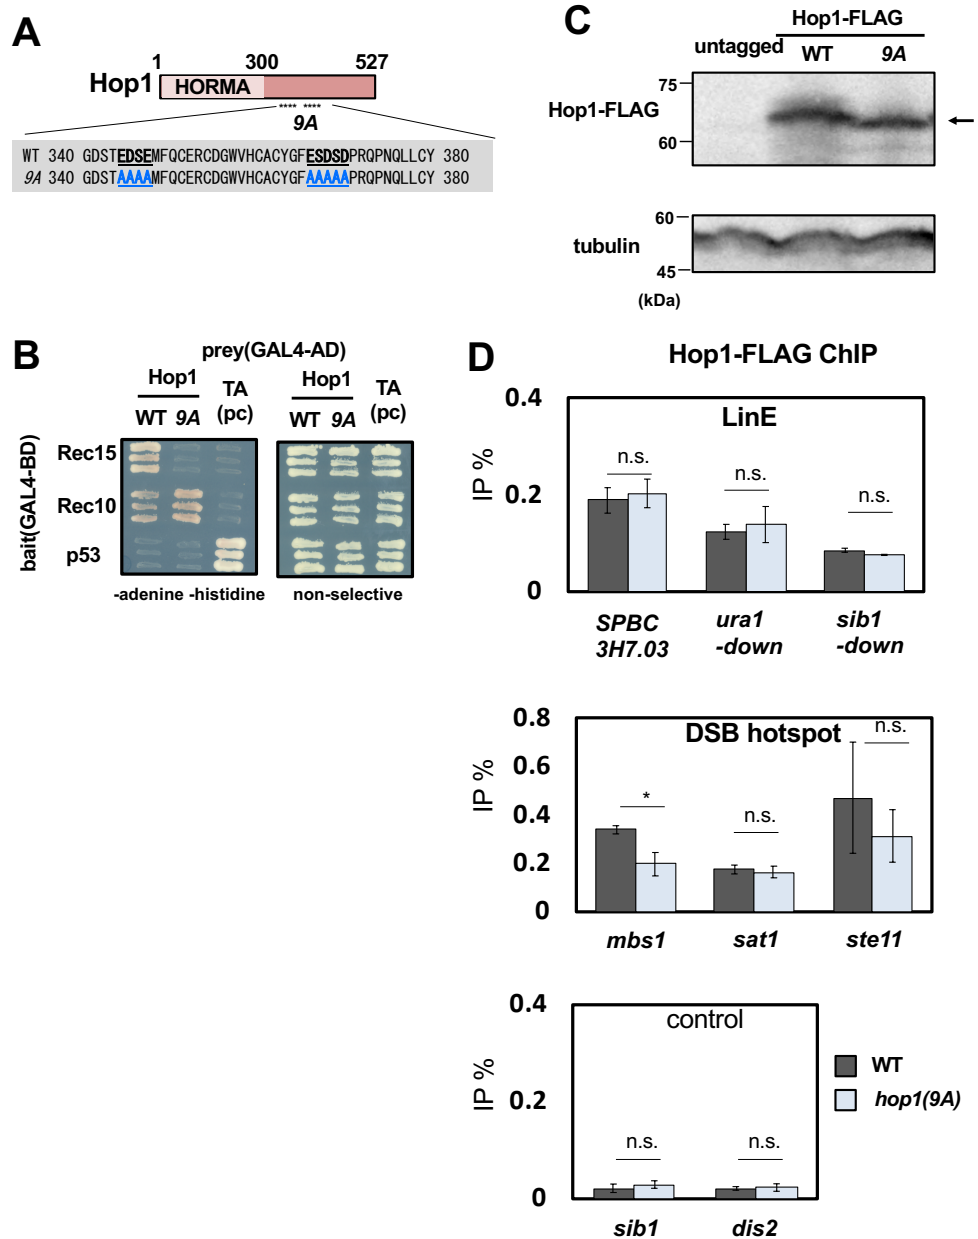 A
1 300 527
Hop1 HORMA
**** ****
9A
WT 340 GDSTEDSEMFQCERCDGWVHCACYGFESDSDPRQPNQLLCY 380
9A 340 GDSTAAAAMFQCERCDGWVHCACYGFAAAAAPRQPNQLLCY 380
B
prey(GAL4-AD)
Hop1 TA (pc) Hop1 TA (pc)
WT 9A WT 9A
bait(GAL4-BD)
Rec15
Rec10
p53
-adenine -histidine non-selective
C
Hop1-FLAG
untagged WT 9A
75
Hop1-FLAG
60
60
tubulin
45
(kDa)
D
Hop1-FLAG ChIP
LinE
IP %
0.4
0.2
0
n.s. n.s. n.s.
SPBC ura1 sib1
3H7.03 -down -down
DSB hotspot
IP %
0.8
0.6
0.4
0.2
0
* n.s. n.s.
mbs1 sat1 ste11
control
IP %
0.4
0.2
0
n.s. n.s.
sib1 dis2
WT
hop1(9A)